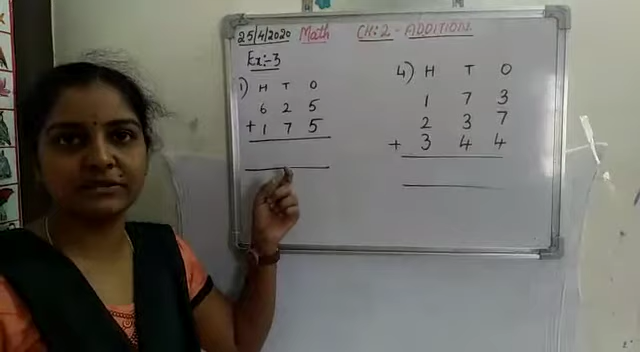 25/4/2020 Math CH:2 - ADDITION
Ex:-3
1) H T O
6 2 5
+ 1 7 5
4) H T O
1 7 3
2 3 7
+ 3 4 4